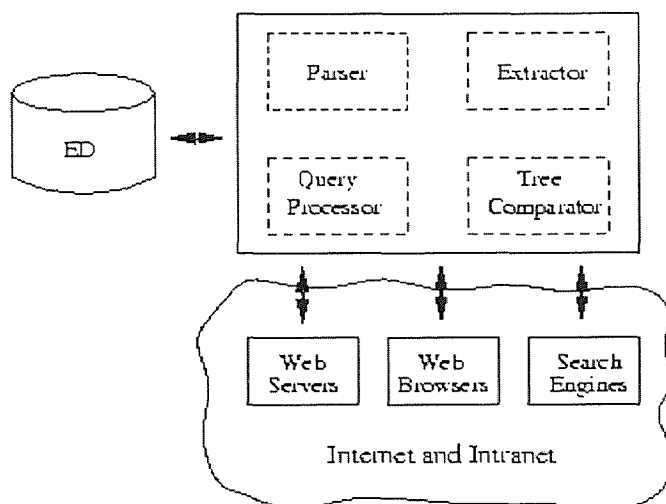 Parser
Extractor
ED
Query
Processor
Tree
Comparator
Web
Servers
Web
Browsers
Search
Engines
Internet and Intranet